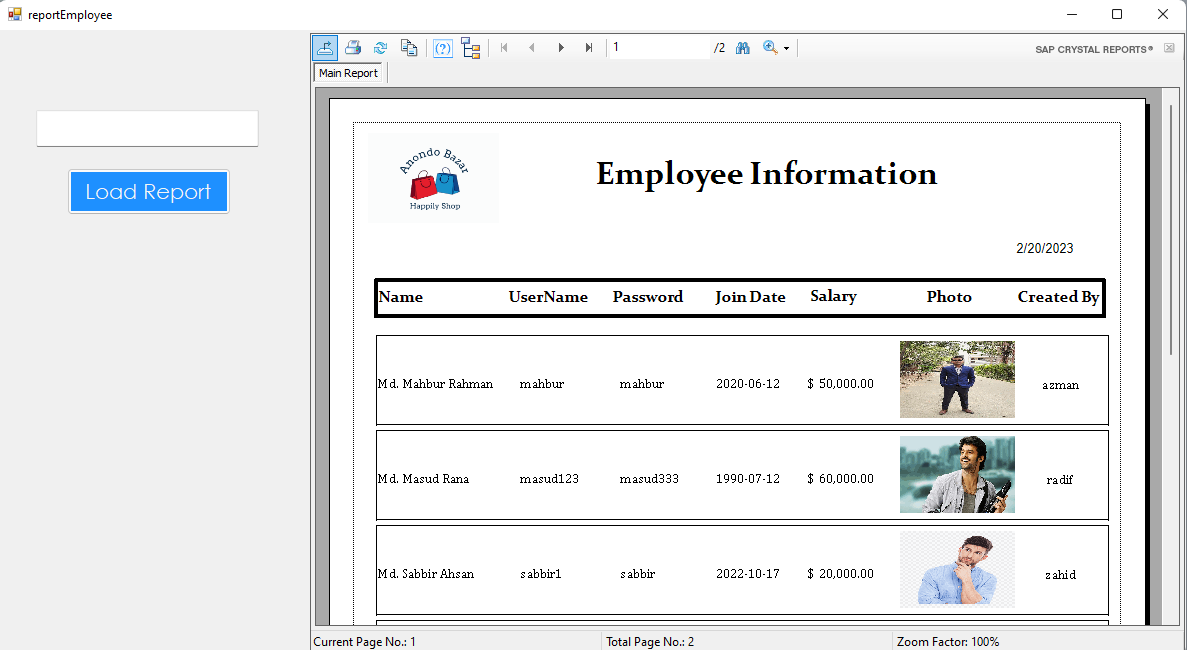 reportEmployee
1 /2
SAP CRYSTAL REPORTS®
Main Report
Load Report
Anondo Bazar
Happily Shop
Employee Information
2/20/2023
Name UserName Password Join Date Salary Photo Created By
Md. Mahbur Rahman mahbur mahbur 2020-06-12 $ 50,000.00 azman
Md. Masud Rana masud123 masud333 1990-07-12 $ 60,000.00 radif
Md. Sabbir Ahsan sabbir1 sabbir 2022-10-17 $ 20,000.00 zahid
Current Page No.: 1 Total Page No.: 2 Zoom Factor: 100%